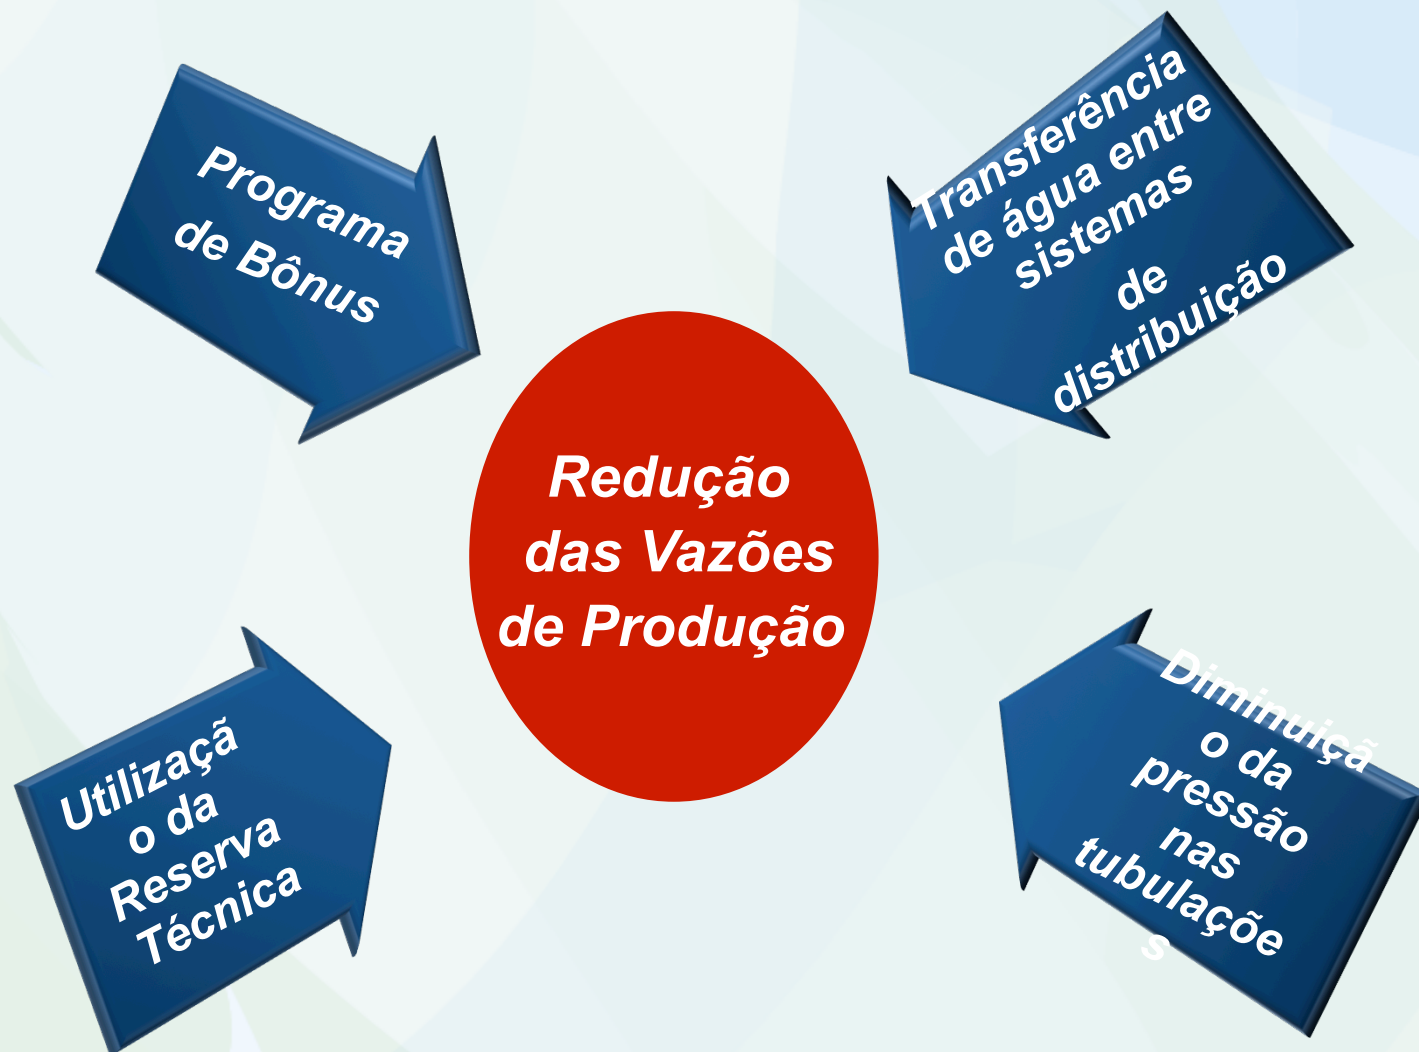 Programa
de Bônus
Transferência
de água entre
sistemas
de
distribuição
Redução
das Vazões
de Produção
Utilizaçã
o da
Reserva
Técnica
Diminuiçã
o da
pressão
nas
tubulaçõe
s